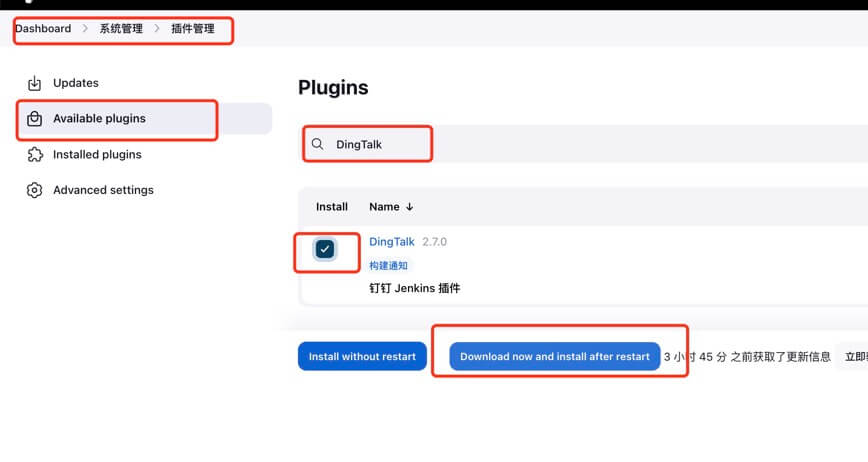 Dashboard > 系统管理 > 插件管理
Updates
Available plugins
Installed plugins
Advanced settings
Plugins
DingTalk
Install Name ↓
DingTalk 2.7.0
构建通知
钉钉 Jenkins 插件
Install without restart Download now and install after restart 3 小时 45 分 之前获取了更新信息 立即